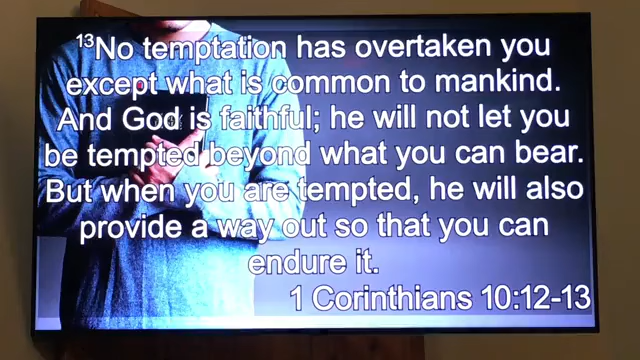 ¹³No temptation has overtaken you
except what is common to mankind.
And God is faithful; he will not let you
be tempted beyond what you can bear.
But when you are tempted, he will also
provide a way out so that you can
endure it.
1 Corinthians 10:12-13